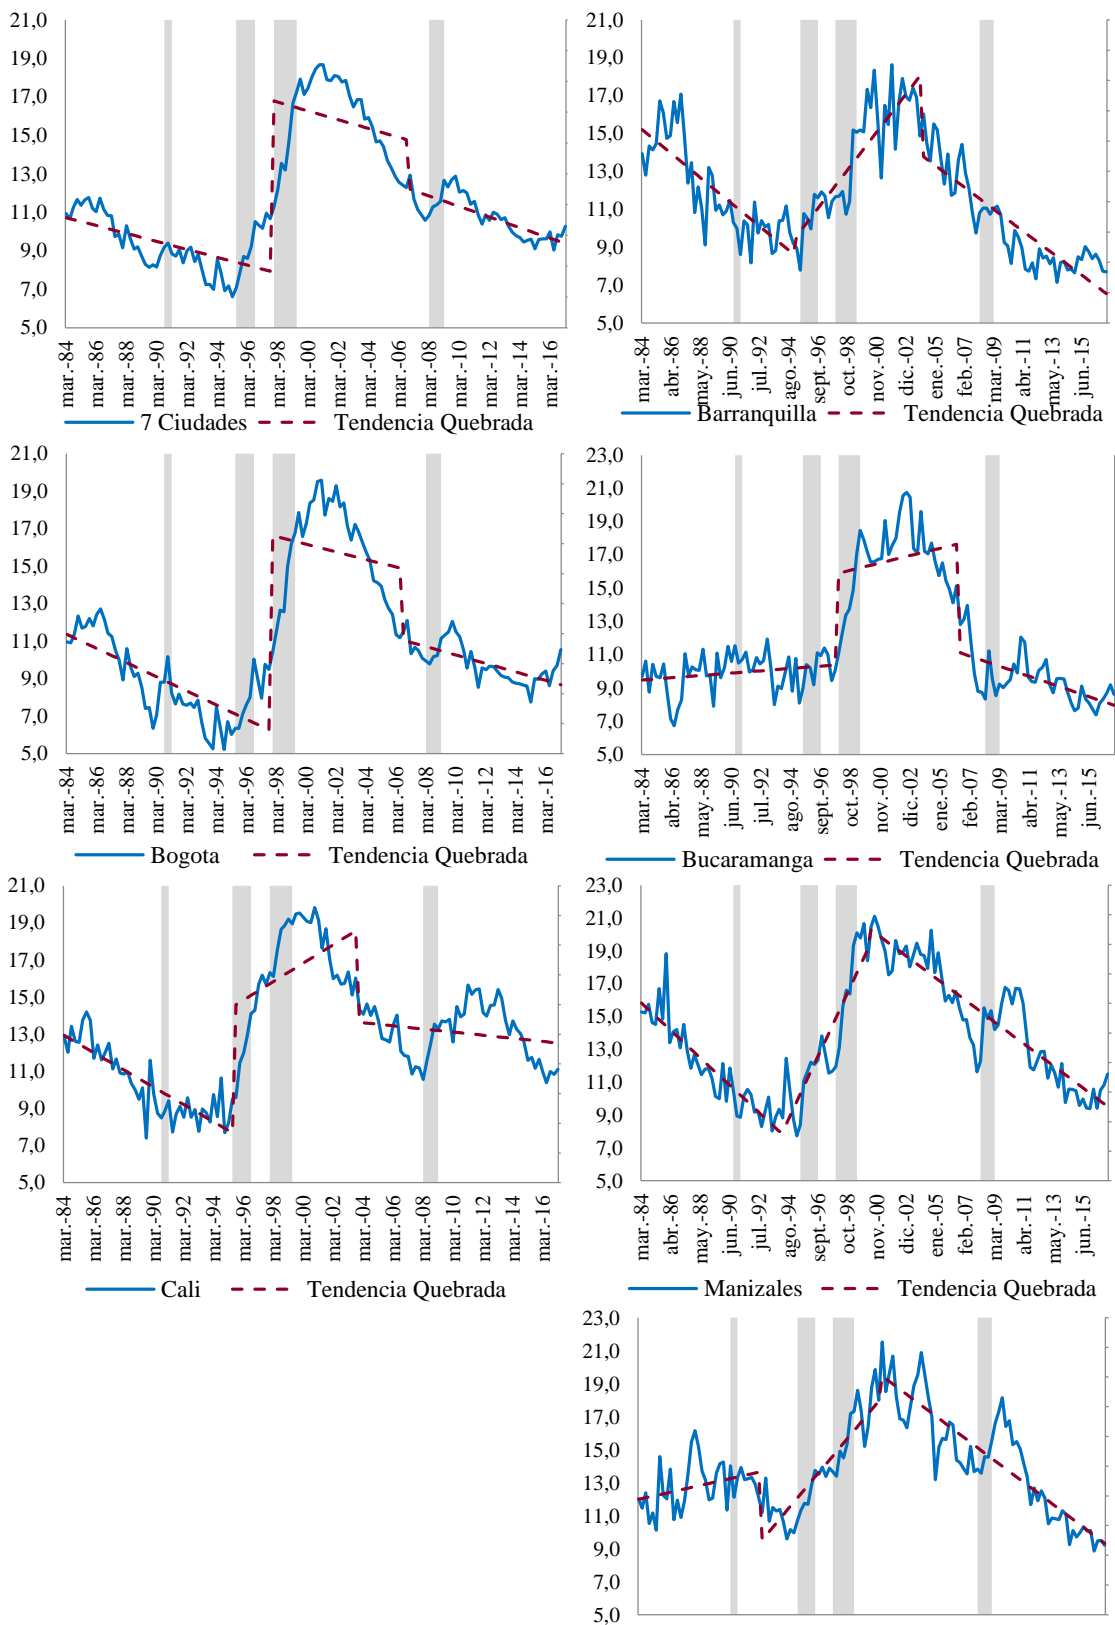 21,0
19,0
17,0
15,0
13,0
11,0
9,0
7,0
5,0
mar.-84
mar.-86
mar.-88
mar.-90
mar.-92
mar.-94
mar.-96
mar.-98
mar.-00
mar.-02
mar.-04
mar.-06
mar.-08
mar.-10
mar.-12
mar.-14
mar.-16
7 Ciudades
Tendencia Quebrada
21,0
19,0
17,0
15,0
13,0
11,0
9,0
7,0
5,0
mar.-84
abr.-86
may.-88
jun.-90
jul.-92
ago.-94
sept.-96
oct.-98
nov.-00
dic.-02
ene.-05
feb.-07
mar.-09
abr.-11
may.-13
jun.-15
Barranquilla
Tendencia Quebrada
21,0
19,0
17,0
15,0
13,0
11,0
9,0
7,0
5,0
mar.-84
mar.-86
mar.-88
mar.-90
mar.-92
mar.-94
mar.-96
mar.-98
mar.-00
mar.-02
mar.-04
mar.-06
mar.-08
mar.-10
mar.-12
mar.-14
mar.-16
Bogota
Tendencia Quebrada
23,0
21,0
19,0
17,0
15,0
13,0
11,0
9,0
7,0
5,0
mar.-84
abr.-86
may.-88
jun.-90
jul.-92
ago.-94
sept.-96
oct.-98
nov.-00
dic.-02
ene.-05
feb.-07
mar.-09
abr.-11
may.-13
jun.-15
Bucaramanga
Tendencia Quebrada
21,0
19,0
17,0
15,0
13,0
11,0
9,0
7,0
5,0
mar.-84
mar.-86
mar.-88
mar.-90
mar.-92
mar.-94
mar.-96
mar.-98
mar.-00
mar.-02
mar.-04
mar.-06
mar.-08
mar.-10
mar.-12
mar.-14
mar.-16
Cali
Tendencia Quebrada
23,0
21,0
19,0
17,0
15,0
13,0
11,0
9,0
7,0
5,0
mar.-84
abr.-86
may.-88
jun.-90
jul.-92
ago.-94
sept.-96
oct.-98
nov.-00
dic.-02
ene.-05
feb.-07
mar.-09
abr.-11
may.-13
jun.-15
Manizales
Tendencia Quebrada
23,0
21,0
19,0
17,0
15,0
13,0
11,0
9,0
7,0
5,0